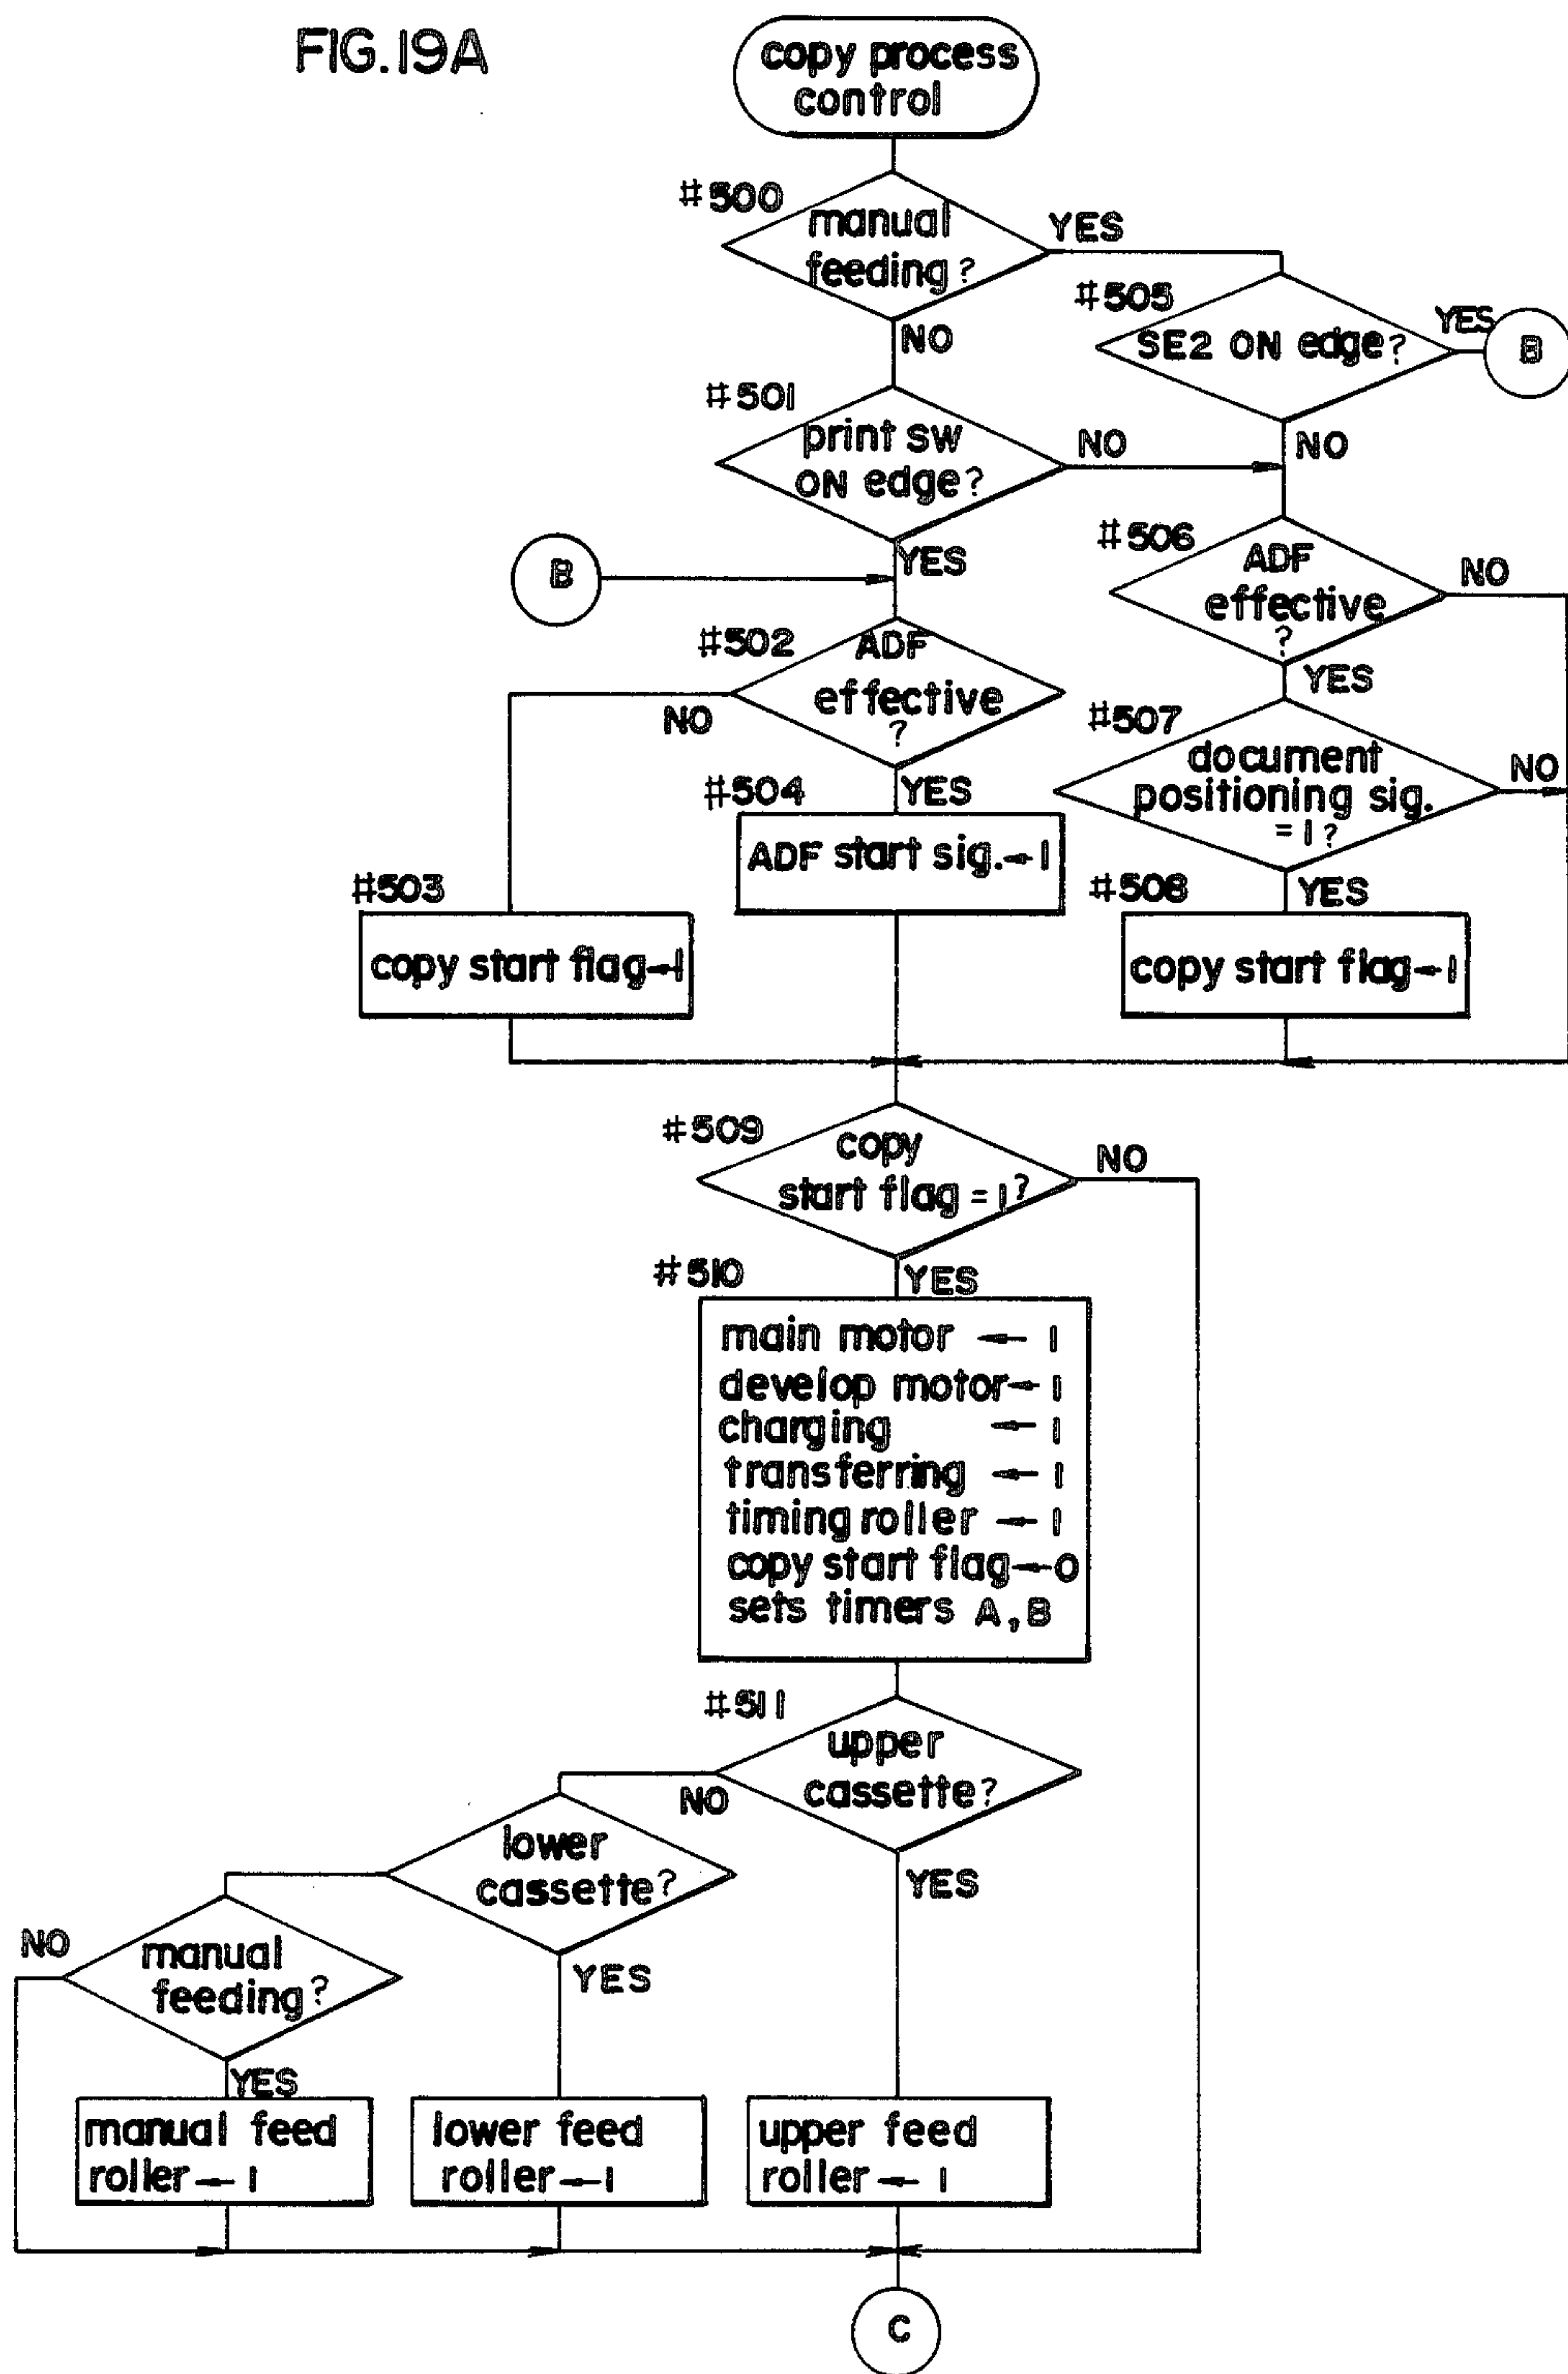 FIG.19A
copy process
control
#500
manual
feeding?
YES
NO
#505
SE2 ON edge?
YES
B
NO
#501
print sw
ON edge?
NO
YES
B
#506
ADF
effective
?
NO
YES
#502
ADF
effective
?
NO
YES
#507
document
positioning sig.
=1?
NO
YES
#504
ADF start sig.←1
#503
copy start flag←1
#508
copy start flag←1
#509
copy
start flag=1?
NO
YES
#510
main motor ← 1
develop motor←1
charging ← 1
transferring ← 1
timing roller ← 1
copy start flag←0
sets timers A,B
#511
upper
cassette?
NO
YES
lower
cassette?
YES
manual
feeding?
NO
YES
manual feed
roller←1
lower feed
roller←1
upper feed
roller←1
C